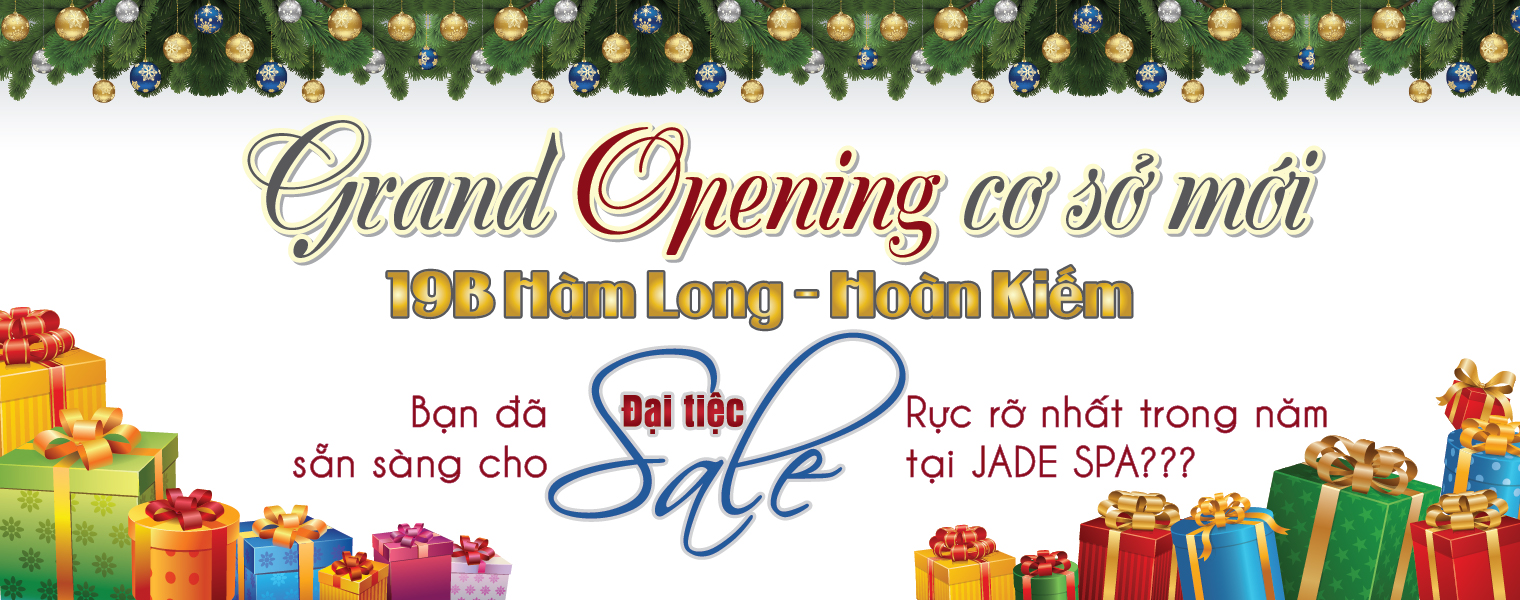 Grand Opening cơ sở mới
19B Hàm Long - Hoàn Kiếm
Bạn đã
sẵn sàng cho
Đại tiệc
Sale
Rực rỡ nhất trong năm
tại JADE SPA???